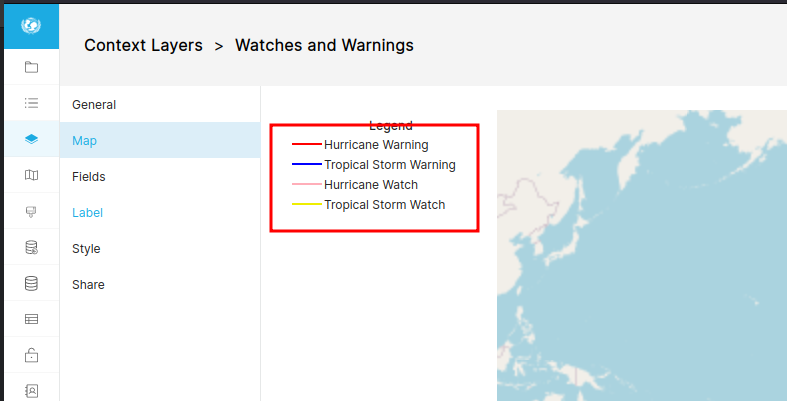 Context Layers > Watches and Warnings
General
Map
Fields
Label
Style
Share
Legend
Hurricane Warning
Tropical Storm Warning
Hurricane Watch
Tropical Storm Watch